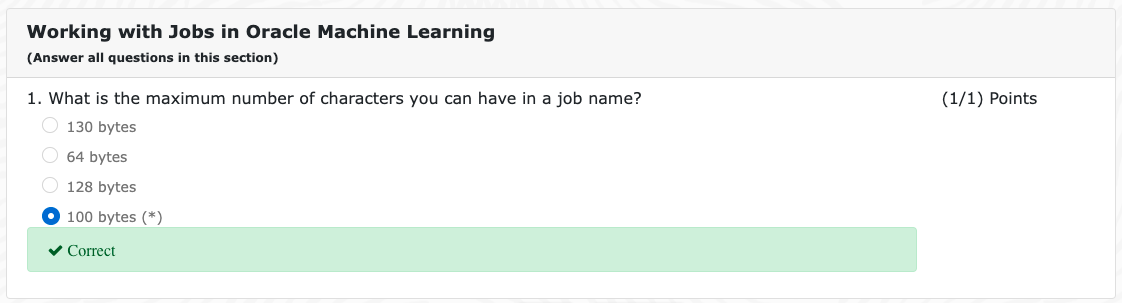 Working with Jobs in Oracle Machine Learning
(Answer all questions in this section)
1. What is the maximum number of characters you can have in a job name?
(1/1) Points
130 bytes
64 bytes
128 bytes
100 bytes (*)
Correct